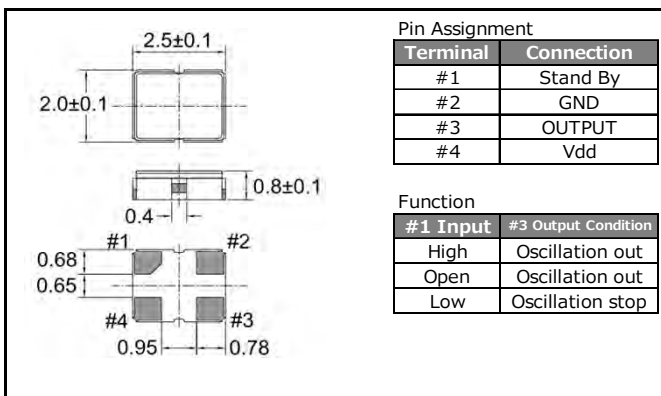 2.5±0.1
2.0±0.1
0.8±0.1
0.4
#1 #2
0.68
0.65
#4 #3
0.95 0.78
Pin Assignment
Terminal Connection
#1 Stand By
#2 GND
#3 OUTPUT
#4 Vdd
Function
#1 Input #3 Output Condition
High Oscillation out
Open Oscillation out
Low Oscillation stop